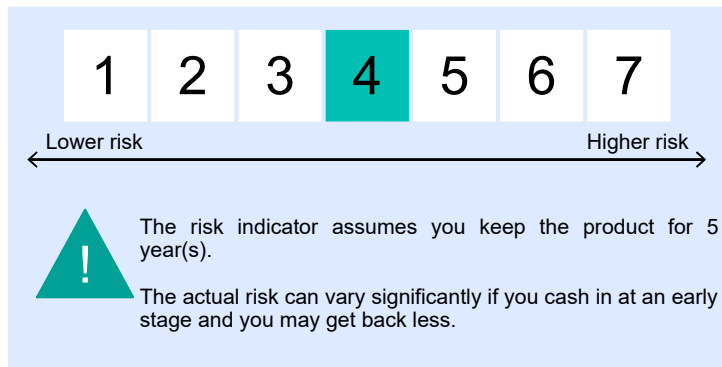 1 2 3 4 5 6 7
Lower risk Higher risk
!
The risk indicator assumes you keep the product for 5
year(s).
The actual risk can vary significantly if you cash in at an early
stage and you may get back less.